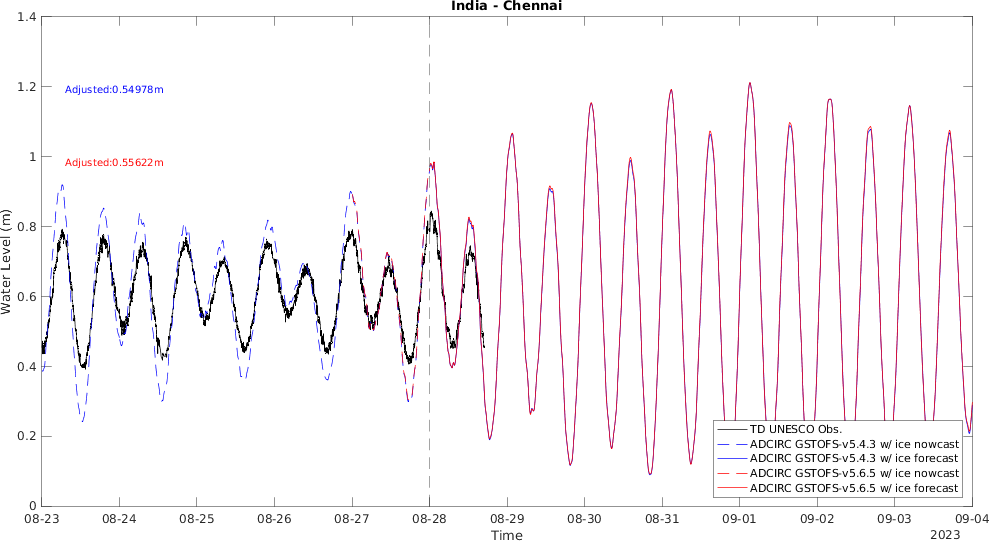 India - Chennai
Water Level (m)
1.4
1.2
1
0.8
0.6
0.4
0.2
0
Adjusted:0.54978m
Adjusted:0.55622m
TD UNESCO Obs.
ADCIRC GSTOFS-v5.4.3 w/ ice nowcast
ADCIRC GSTOFS-v5.4.3 w/ ice forecast
ADCIRC GSTOFS-v5.6.5 w/ ice nowcast
ADCIRC GSTOFS-v5.6.5 w/ ice forecast
08-23 08-24 08-25 08-26 08-27 08-28 08-29 08-30 08-31 09-01 09-02 09-03 09-04
Time
2023